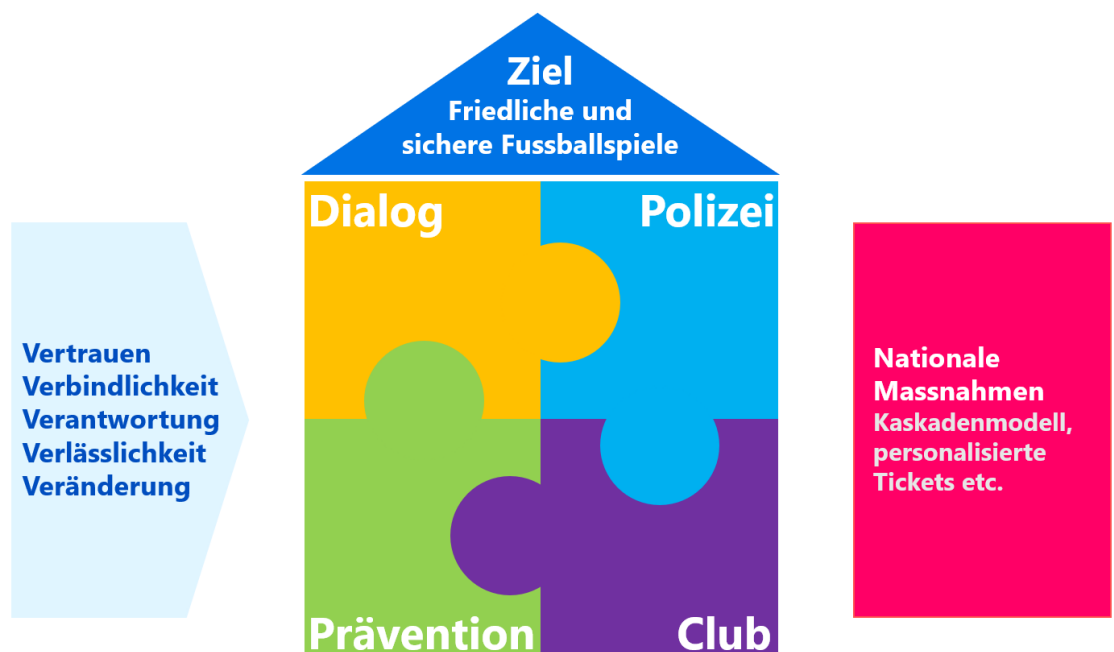 Ziel
Friedliche und
sichere Fussballspiele
Dialog
Polizei
Vertrauen
Verbindlichkeit
Verantwortung
Verlässlichkeit
Veränderung
Nationale
Massnahmen
Kaskadenmodell,
personalisierte
Tickets etc.
Prävention
Club